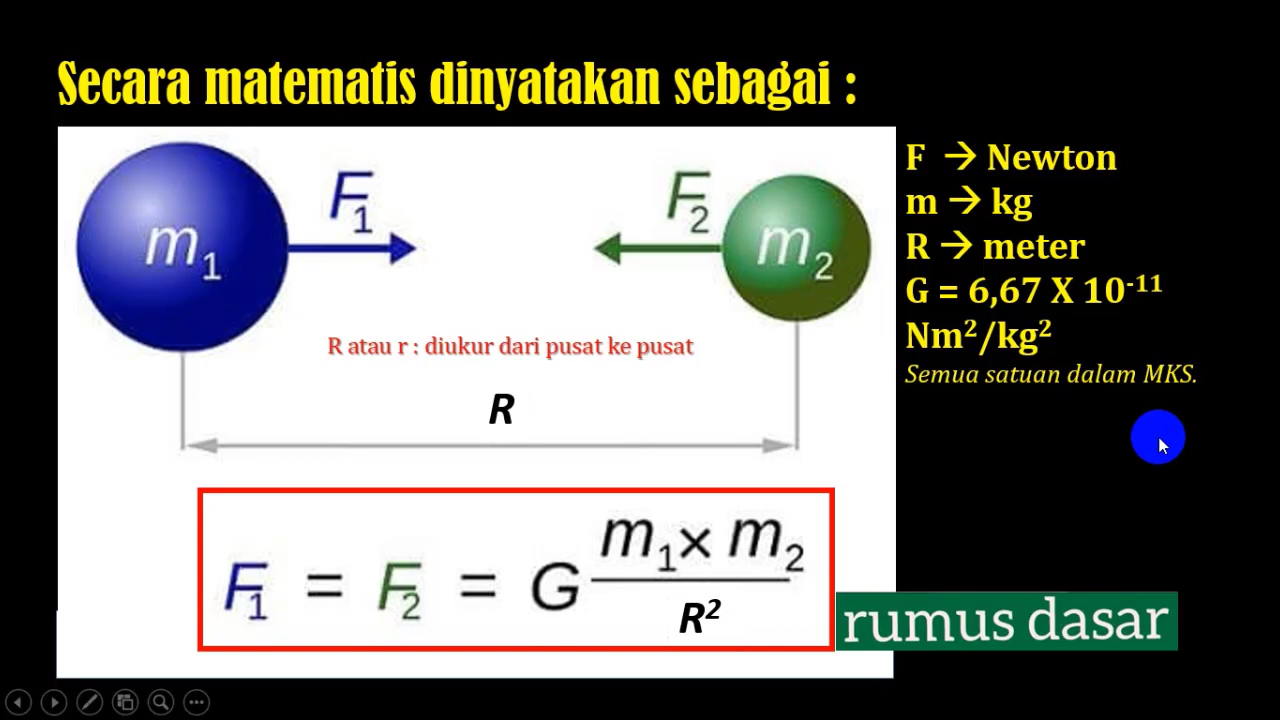 Secara matematis dinyatakan sebagai :
m₁
F₁
F₂
m₂
R atau r : diukur dari pusat ke pusat
R
F₁ = F₂ = G m₁ × m₂ / R²
rumus dasar
F → Newton
m → kg
R → meter
G = 6,67 X 10⁻¹¹
Nm²/kg²
Semua satuan dalam MKS.